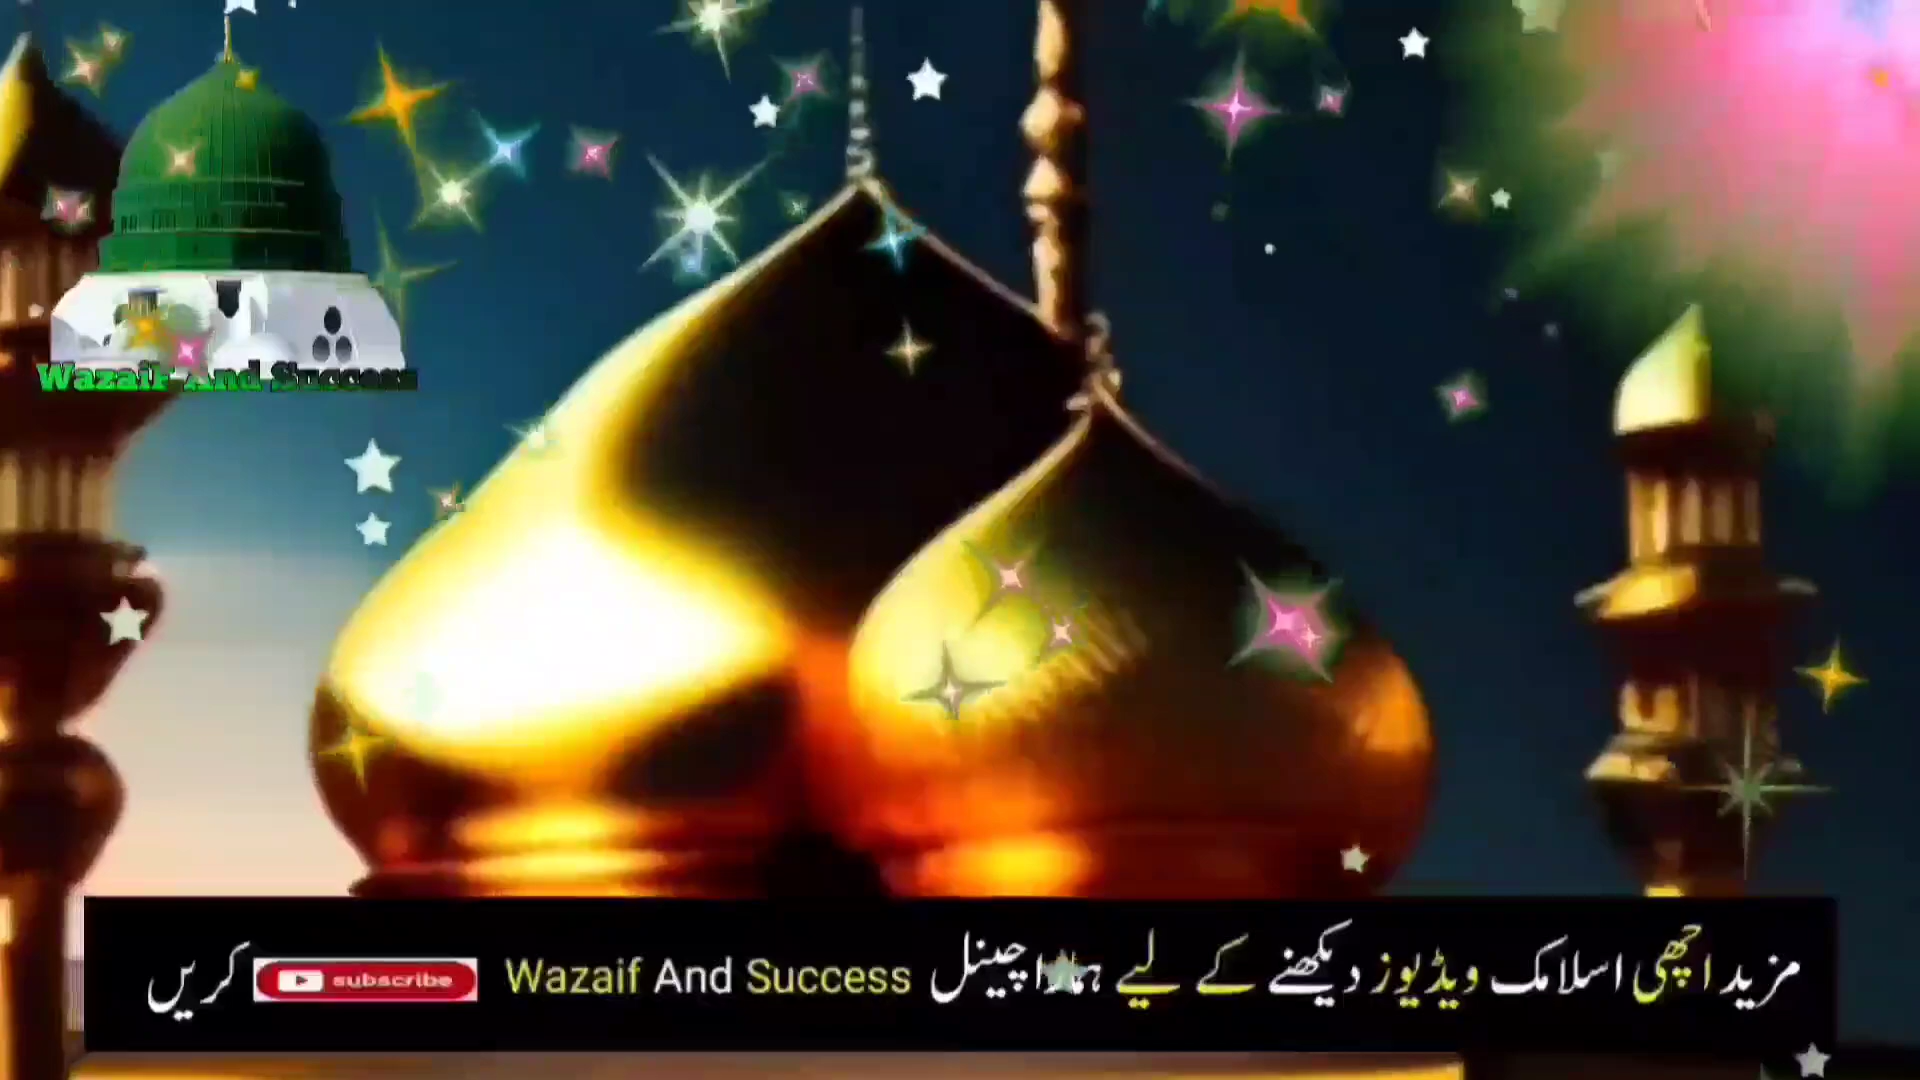 Wazaif And Success
مزید اچھی اسلامک ویڈیوز دیکھنے کے لیے ہمارا چینل Wazaif And Success subscribe کریں